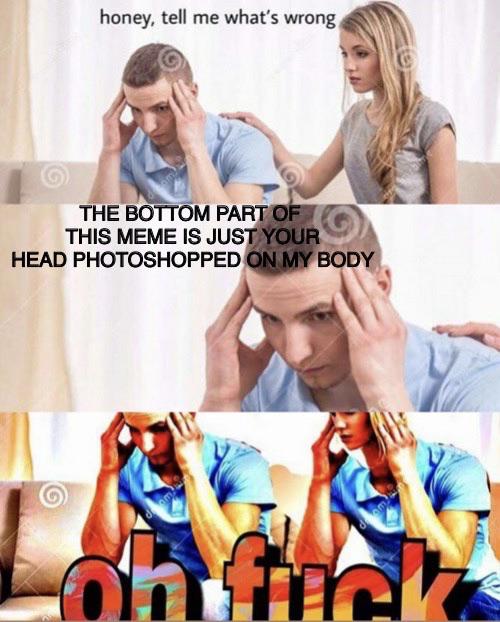 honey, tell me what's wrong
THE BOTTOM PART OF
THIS MEME IS JUST YOUR
HEAD PHOTOSHOPPED ON MY BODY
oh fuck